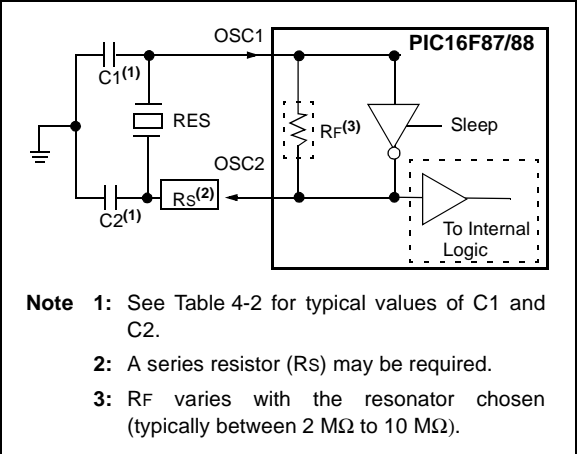 OSC1
PIC16F87/88
C1(1)
RES
RF(3)
Sleep
OSC2
RS(2)
C2(1)
To Internal
Logic
Note 1: See Table 4-2 for typical values of C1 and
C2.
2: A series resistor (RS) may be required.
3: RF varies with the resonator chosen
(typically between 2 MΩ to 10 MΩ).